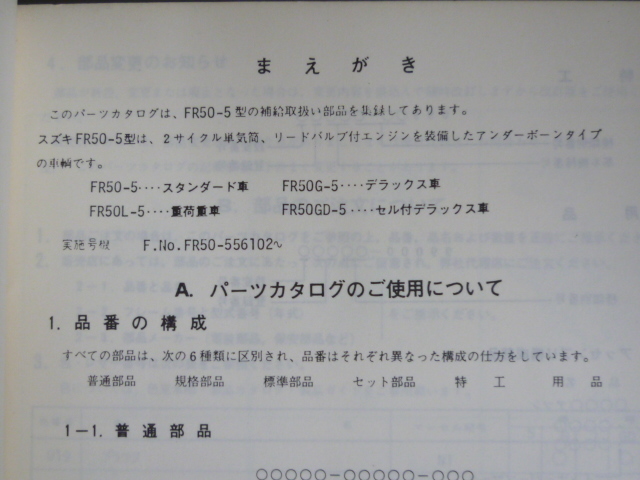 まえがき
このパーツカタログは、FR50-5型の補給取扱い部品を集録してあります。
スズキFR50-5型は、2サイクル単気筒、リードバルブ付エンジンを装備したアンダーボーンタイプ
の車輌です。
FR50-5‥‥スタンダード車 FR50G-5‥‥デラックス車
FR50L-5‥‥重荷重車 FR50GD-5‥‥セル付デラックス車
実施号機 F.No.FR50-556102〜
A. パーツカタログのご使用について
1. 品番の構成
すべての部品は、次の6種類に区別され、品番はそれぞれ異なった構成の仕方をしています。
普通部品 規格部品 標準部品 セット部品 特工 用品
1-1. 普通部品
○○○○○-○○○○○-○○○